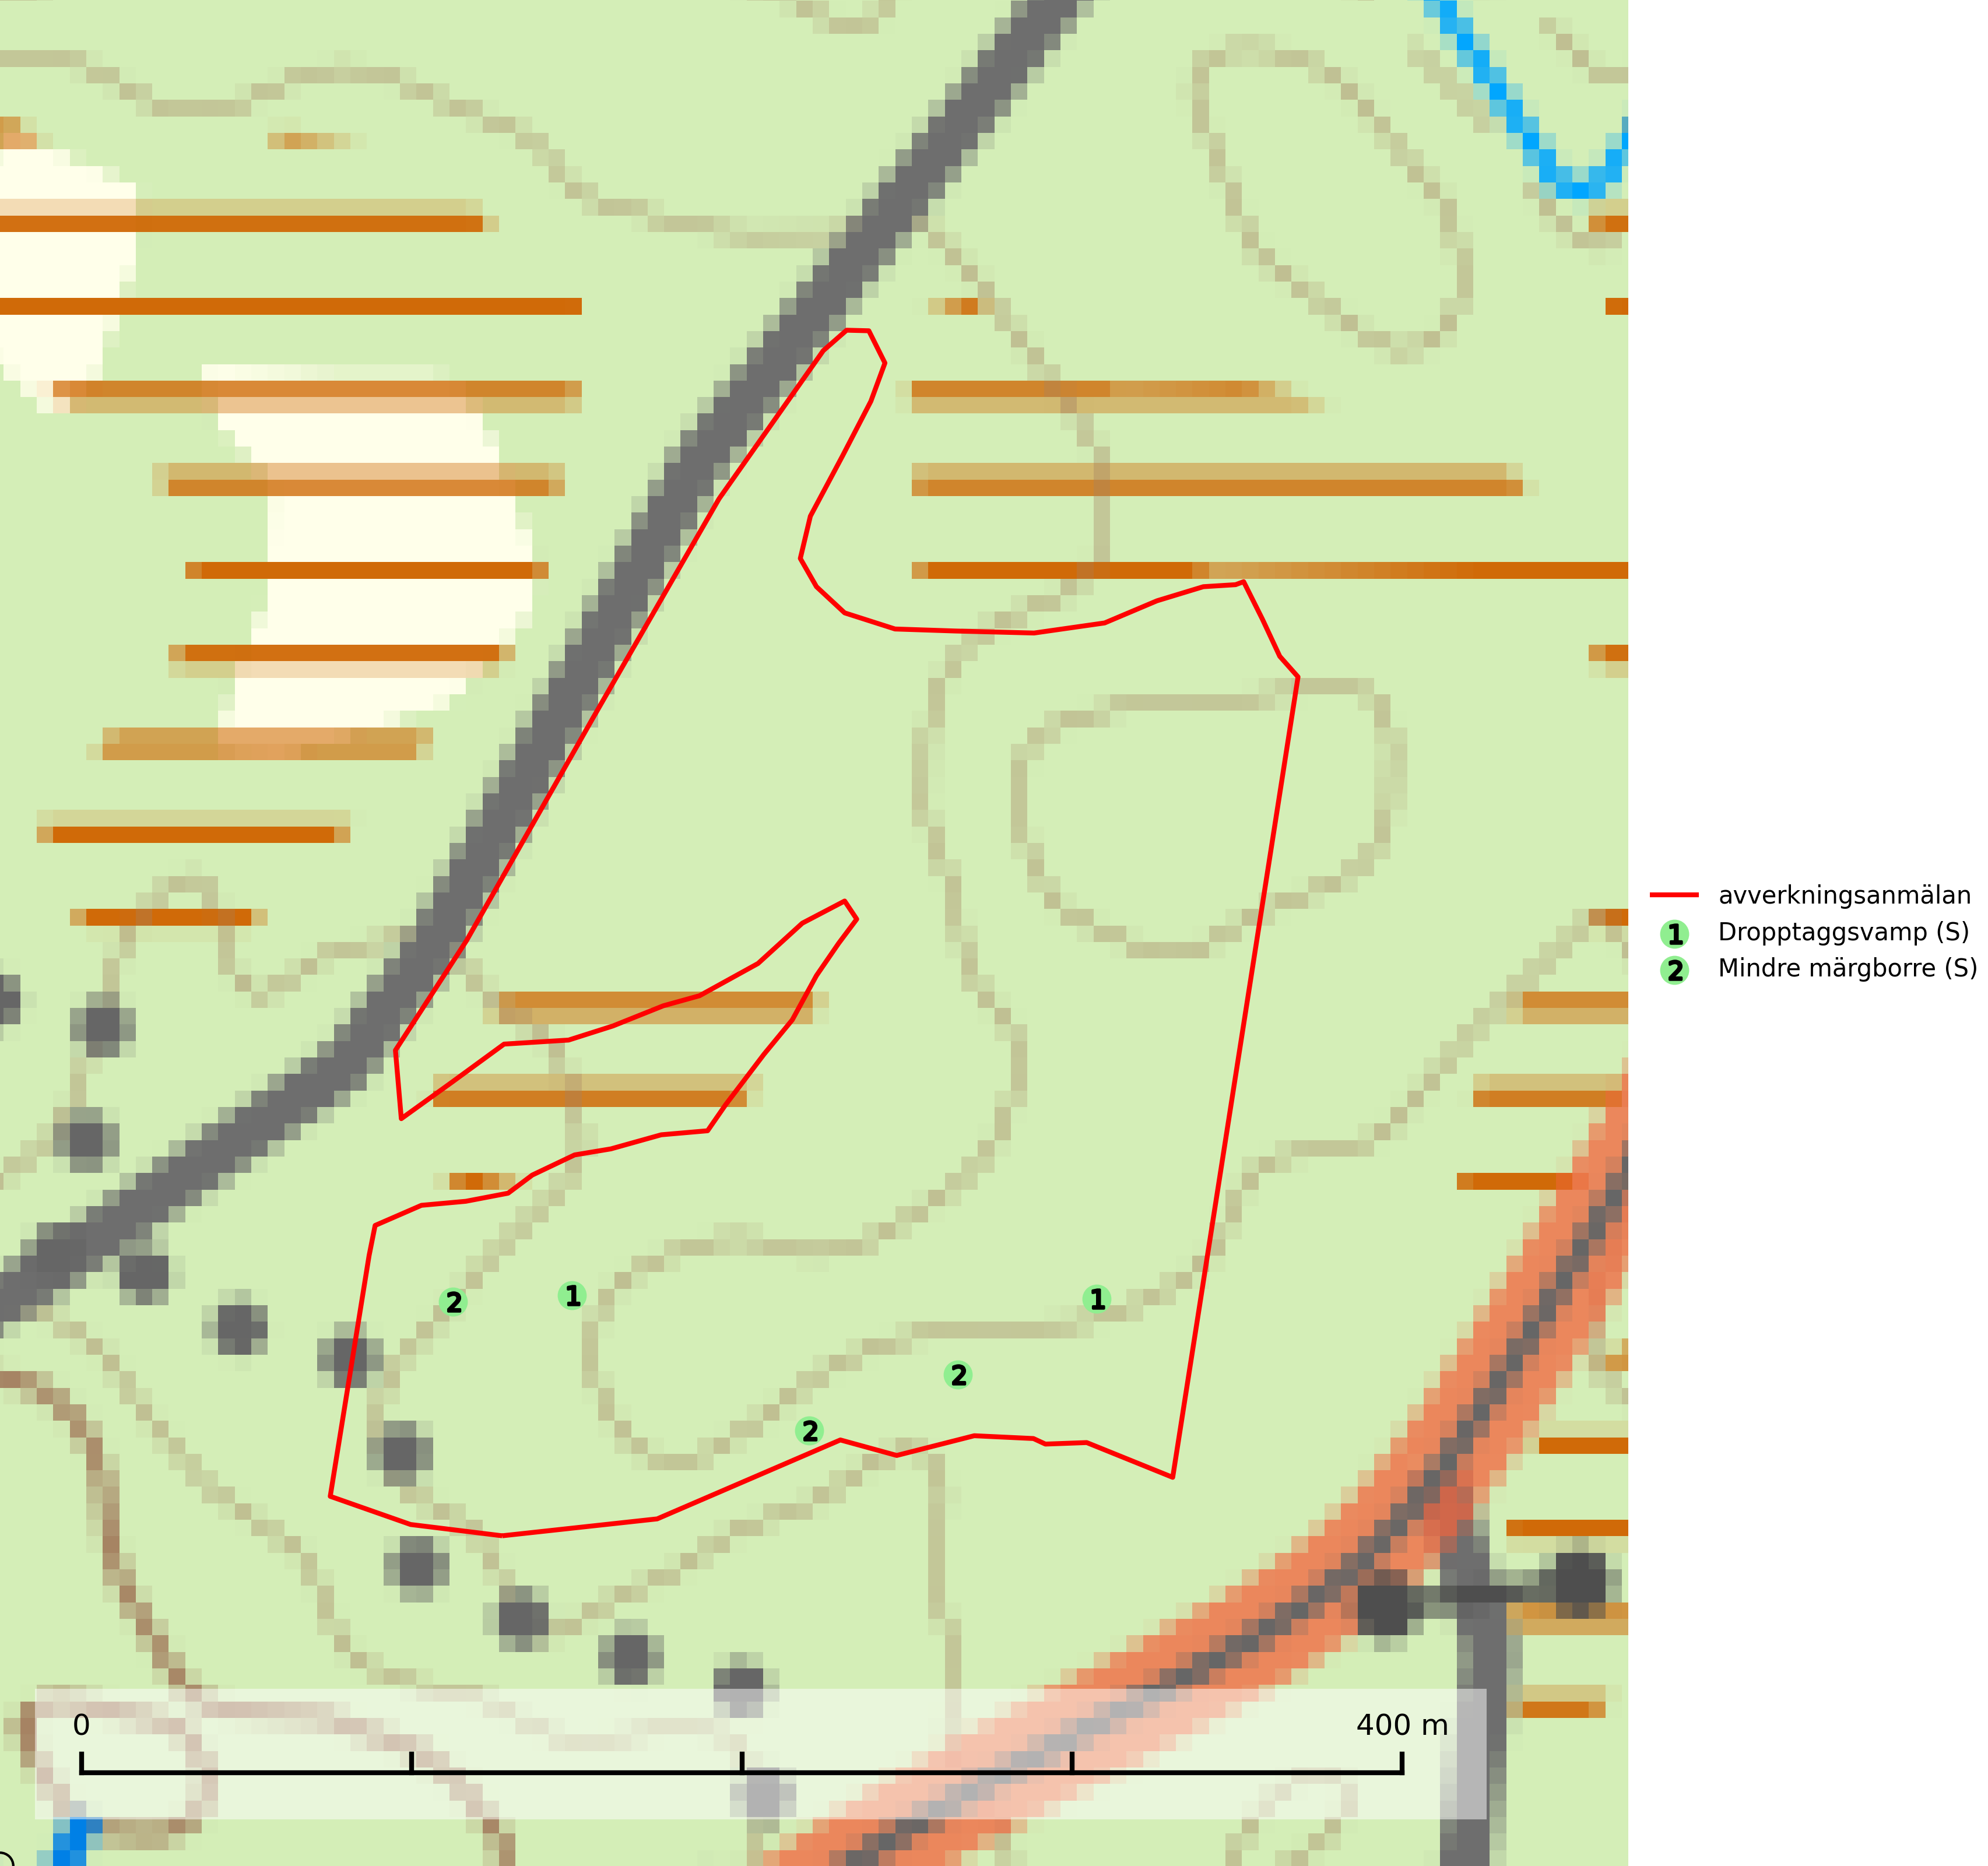 avverkningsanmälan
1 Dropptaggsvamp (S)
2 Mindre märgborre (S)
2 1 1
2
2
0 400 m